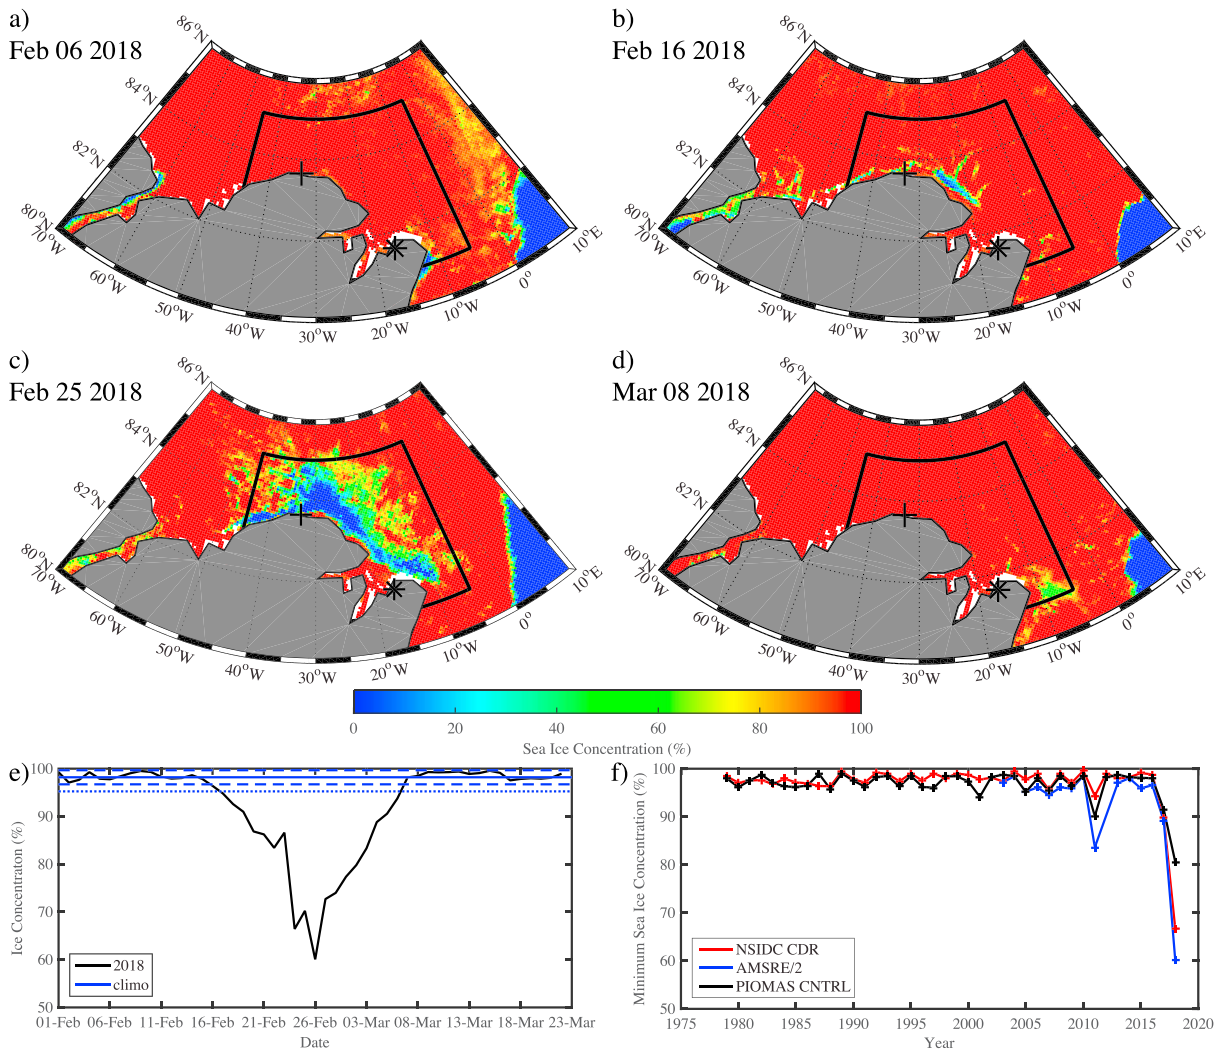 a)
Feb 06 2018
86°N
84°N
82°N
80°N
70°W
60°W
50°W
40°W
30°W
20°W
10°W
0°
10°E
b)
Feb 16 2018
86°N
84°N
82°N
80°N
70°W
60°W
50°W
40°W
30°W
20°W
10°W
0°
10°E
c)
Feb 25 2018
86°N
84°N
82°N
80°N
70°W
60°W
50°W
40°W
30°W
20°W
10°W
0°
10°E
d)
Mar 08 2018
86°N
84°N
82°N
80°N
70°W
60°W
50°W
40°W
30°W
20°W
10°W
0°
10°E
0 20 40 60 80 100
Sea Ice Concentration (%)
e)
100
90
80
70
60
50
Ice Concentraton (%)
2018
climo
01-Feb 06-Feb 11-Feb 16-Feb 21-Feb 26-Feb 03-Mar 08-Mar 13-Mar 18-Mar 23-Mar
Date
f)
100
90
80
70
60
50
Minimum Sea Ice Concentration (%)
NSIDC CDR
AMSRE/2
PIOMAS CNTRL
1975 1980 1985 1990 1995 2000 2005 2010 2015 2020
Year